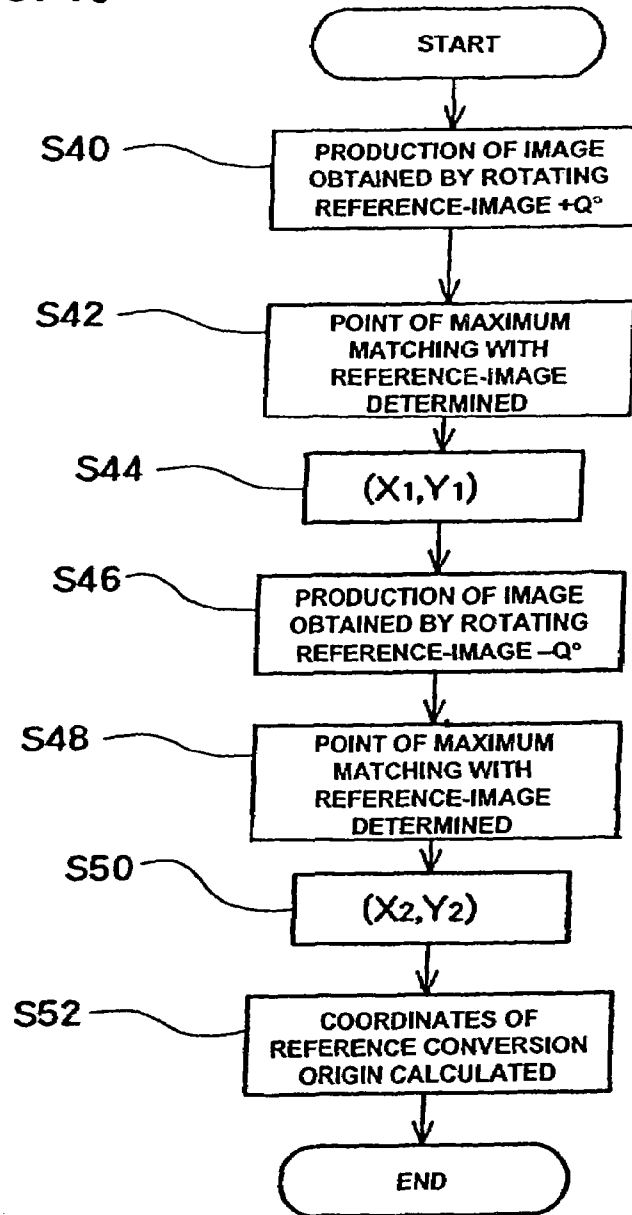 START
S40
PRODUCTION OF IMAGE
OBTAINED BY ROTATING
REFERENCE-IMAGE +Q°
S42
POINT OF MAXIMUM
MATCHING WITH
REFERENCE-IMAGE
DETERMINED
S44
(X1,Y1)
S46
PRODUCTION OF IMAGE
OBTAINED BY ROTATING
REFERENCE-IMAGE –Q°
S48
POINT OF MAXIMUM
MATCHING WITH
REFERENCE-IMAGE
DETERMINED
S50
(X2,Y2)
S52
COORDINATES OF
REFERENCE CONVERSION
ORIGIN CALCULATED
END